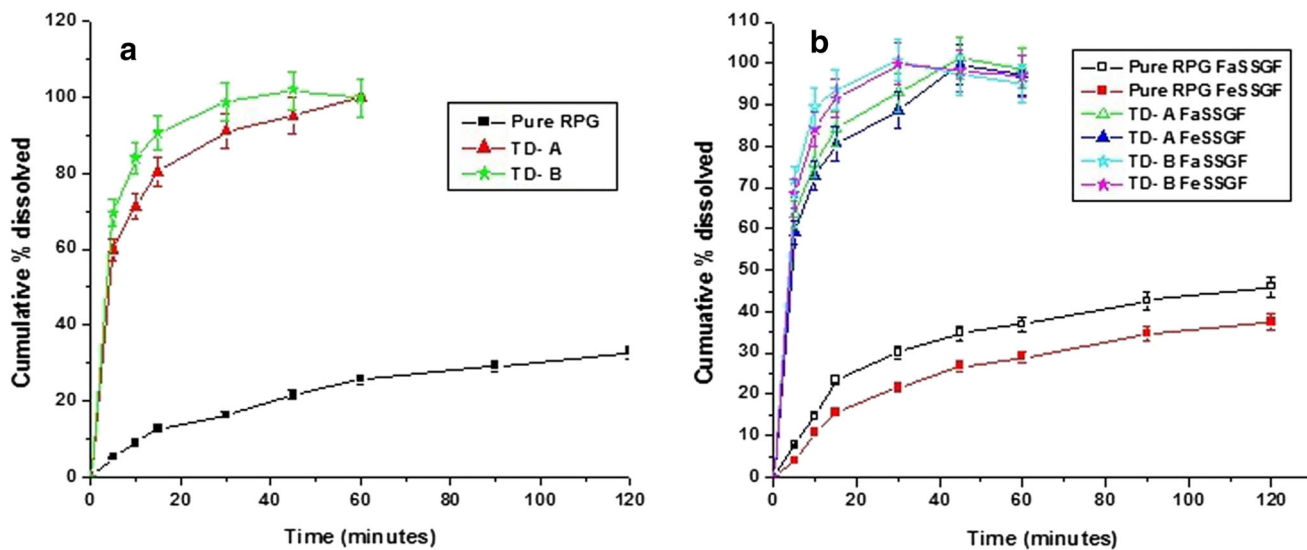 a
120
100
80
60
40
20
0
Cumulative % dissolved
Pure RPG
TD- A
TD- B
0 20 40 60 80 100 120
Time (minutes)
b
110
100
90
80
70
60
50
40
30
20
10
0
Cumuative % dissolved
Pure RPG FaSSGF
Pure RPG FeSSGF
TD- A FaSSGF
TD- A FeSSGF
TD- B FaSSGF
TD- B FeSSGF
0 20 40 60 80 100 120
Time (minutes)